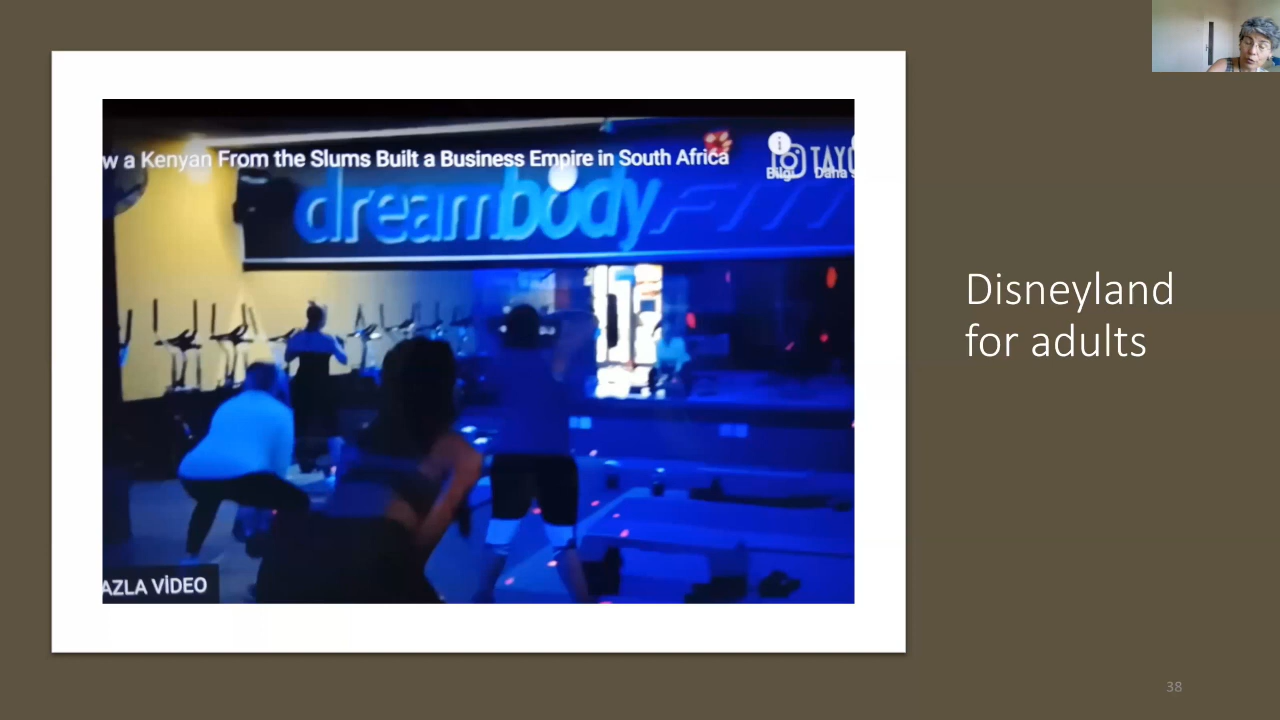 w a Kenyan From the Slums Built a Business Empire in South Africa
Bilgi
TAYO
dreambody FIT
Disneyland
for adults
AZLA VİDEO
38